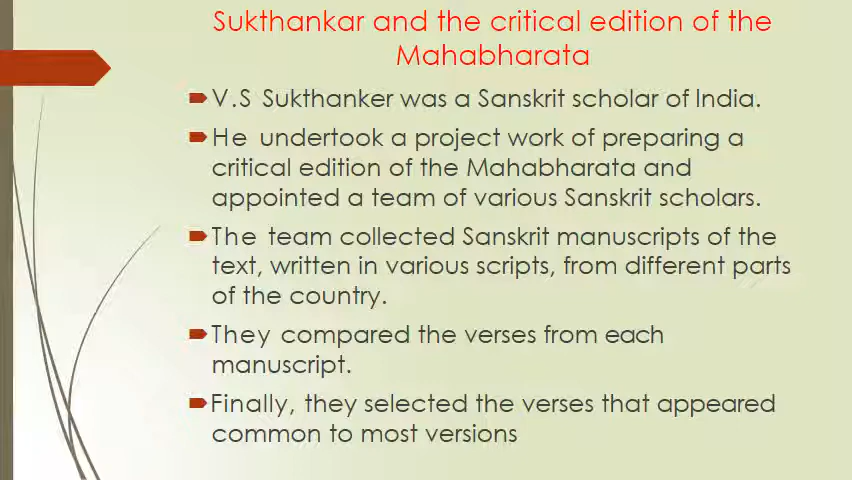 Sukthankar and the critical edition of the
Mahabharata
V.S Sukthanker was a Sanskrit scholar of India.
He undertook a project work of preparing a
critical edition of the Mahabharata and
appointed a team of various Sanskrit scholars.
The team collected Sanskrit manuscripts of the
text, written in various scripts, from different parts
of the country.
They compared the verses from each
manuscript.
Finally, they selected the verses that appeared
common to most versions